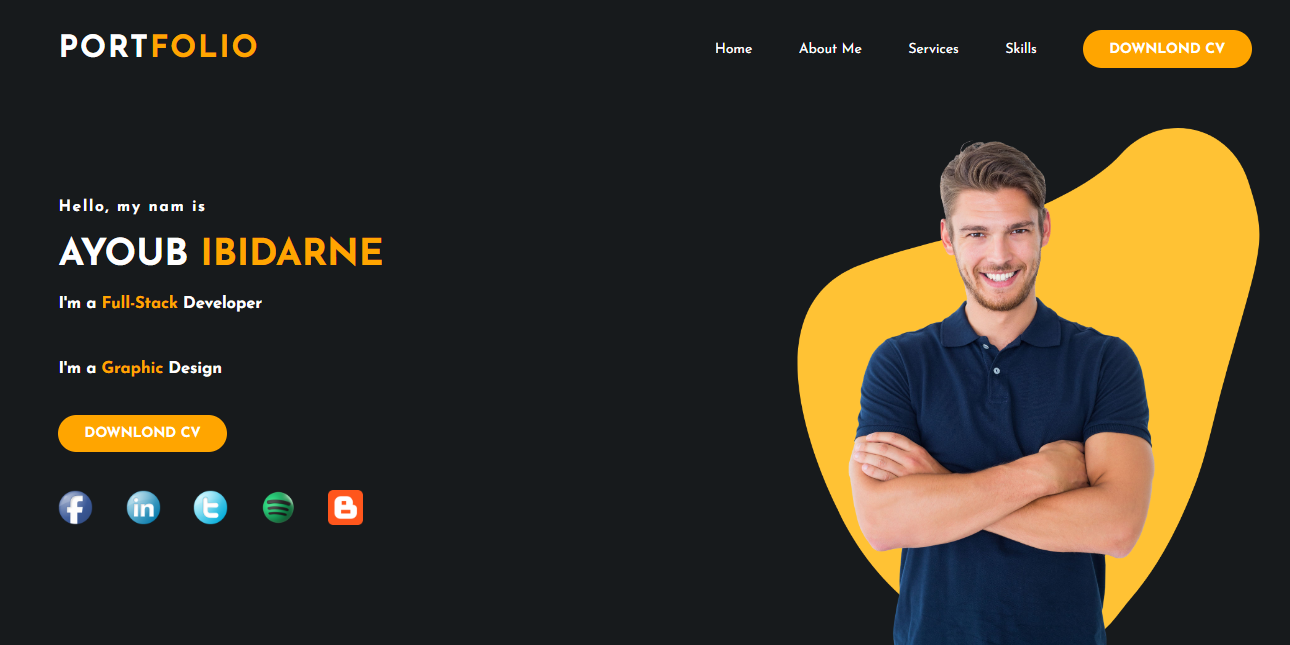 PORTFOLIO
Home About Me Services Skills DOWNLOND CV
Hello, my nam is
AYOUB IBIDARNE
I'm a Full-Stack Developer
I'm a Graphic Design
DOWNLOND CV